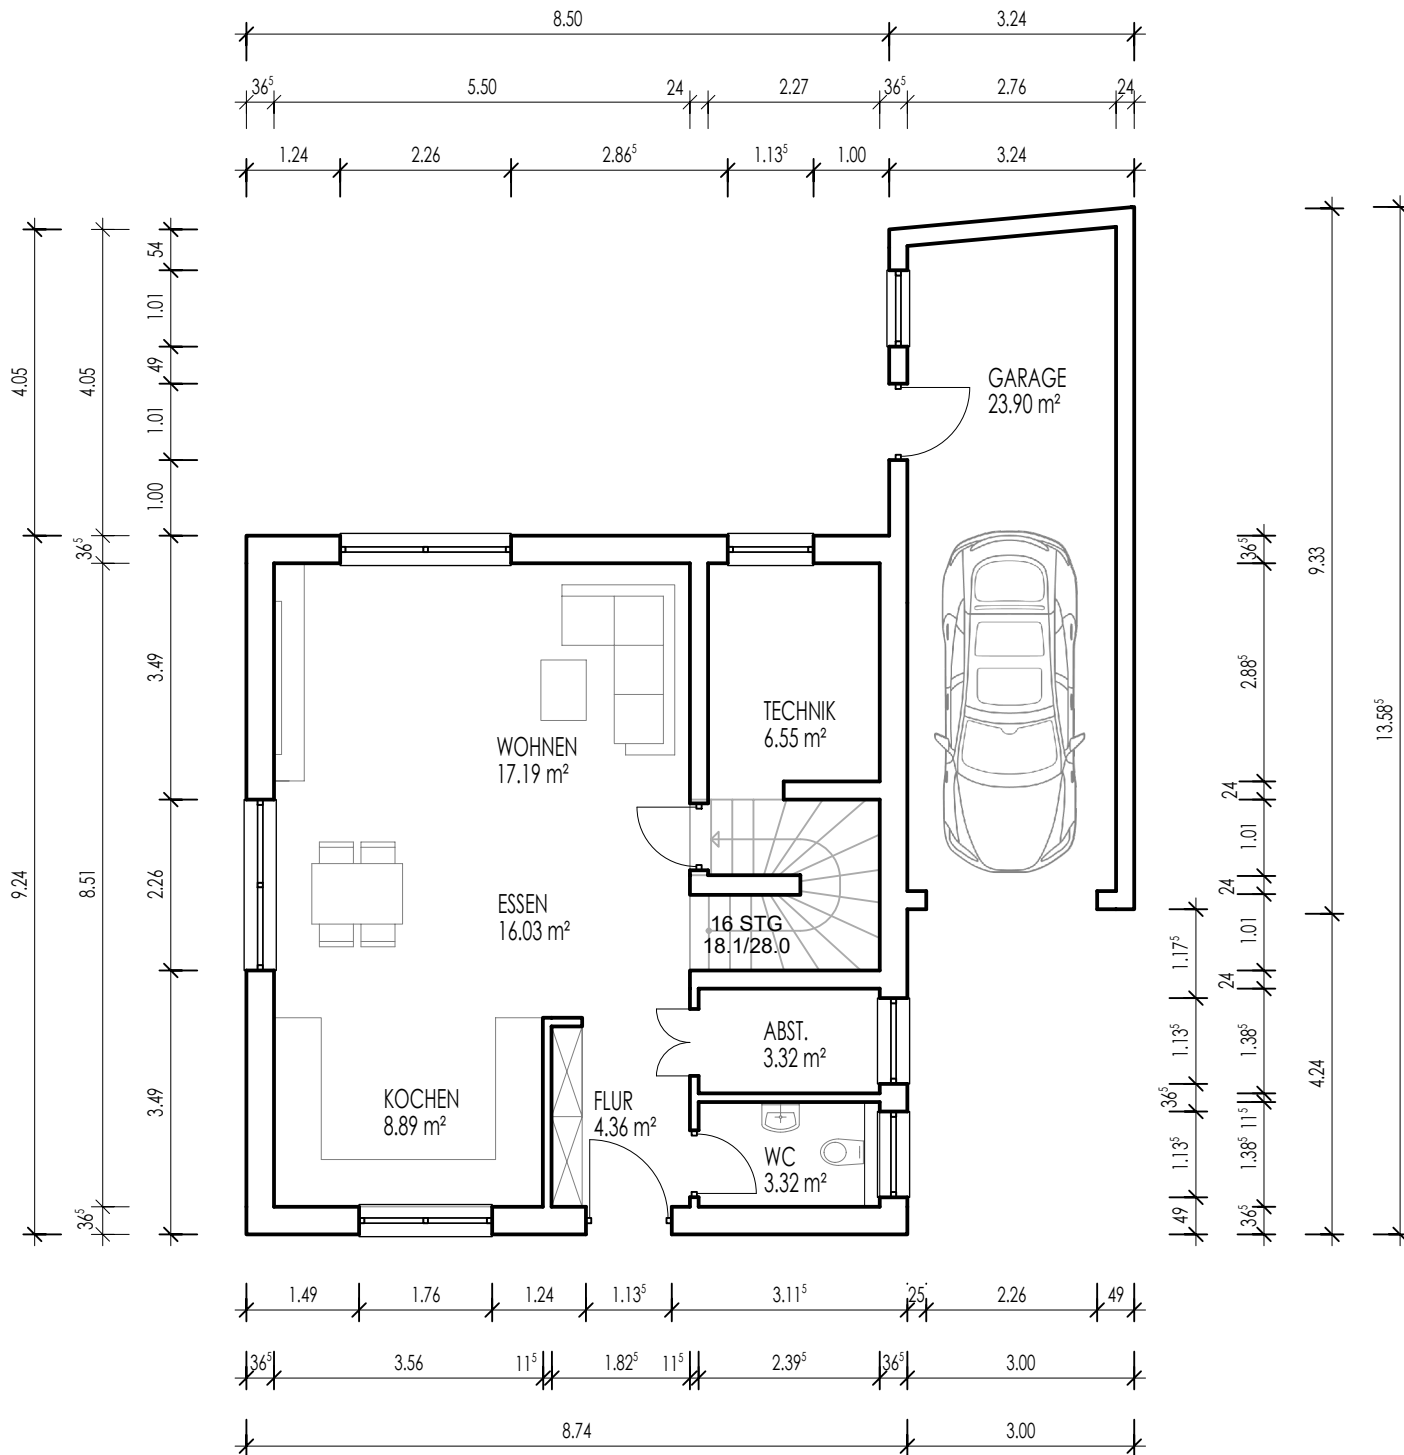 8.50 3.24
36⁵ 5.50 24 2.27 36⁵ 2.76 24
1.24 2.26 2.86⁵ 1.13⁵ 1.00 3.24
4.05 9.24
4.05 36⁵ 8.51 36⁵
54 1.01 49 1.01 1.00 3.49 2.26 3.49
GARAGE
23.90 m²
TECHNIK
6.55 m²
WOHNEN
17.19 m²
ESSEN
16.03 m²
16 STG
18.1/28.0
ABST.
3.32 m²
KOCHEN
8.89 m²
FLUR
4.36 m²
WC
3.32 m²
1.17⁵ 1.13⁵ 36⁵ 1.13⁵ 49
36⁵ 2.88⁵ 24 1.01 24 1.01 24 1.38⁵ 11⁵ 1.38⁵ 36⁵
9.33 4.24
13.58⁵
1.49 1.76 1.24 1.13⁵ 3.11⁵ 25 2.26 49
36⁵ 3.56 11⁵ 1.82⁵ 11⁵ 2.39⁵ 36⁵ 3.00
8.74 3.00